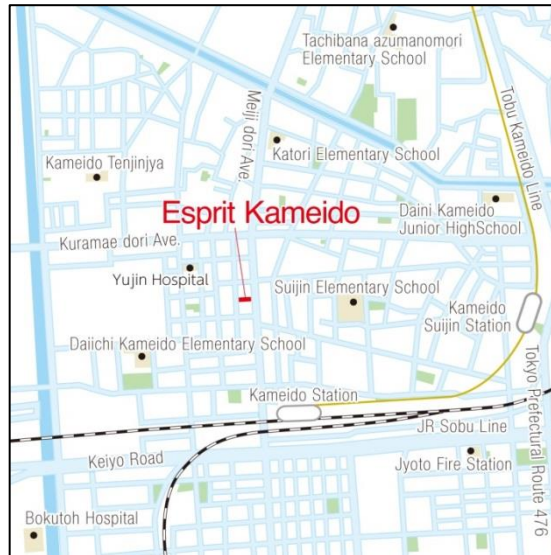 Tachibana azumanomori
Elementary School
Meiji dori Ave.
Tobu Kameido Line
Katori Elementary School
Kameido Tenjinjya
Esprit Kameido
Daini Kameido
Junior HighSchool
Kuramae dori Ave.
Yujin Hospital
Suijin Elementary School
Kameido
Suijin Station
Daiichi Kameido Elementary School
Kameido Station
Tokyo Prefectural Route 476
JR Sobu Line
Keiyo Road
Jyoto Fire Station
Bokutoh Hospital